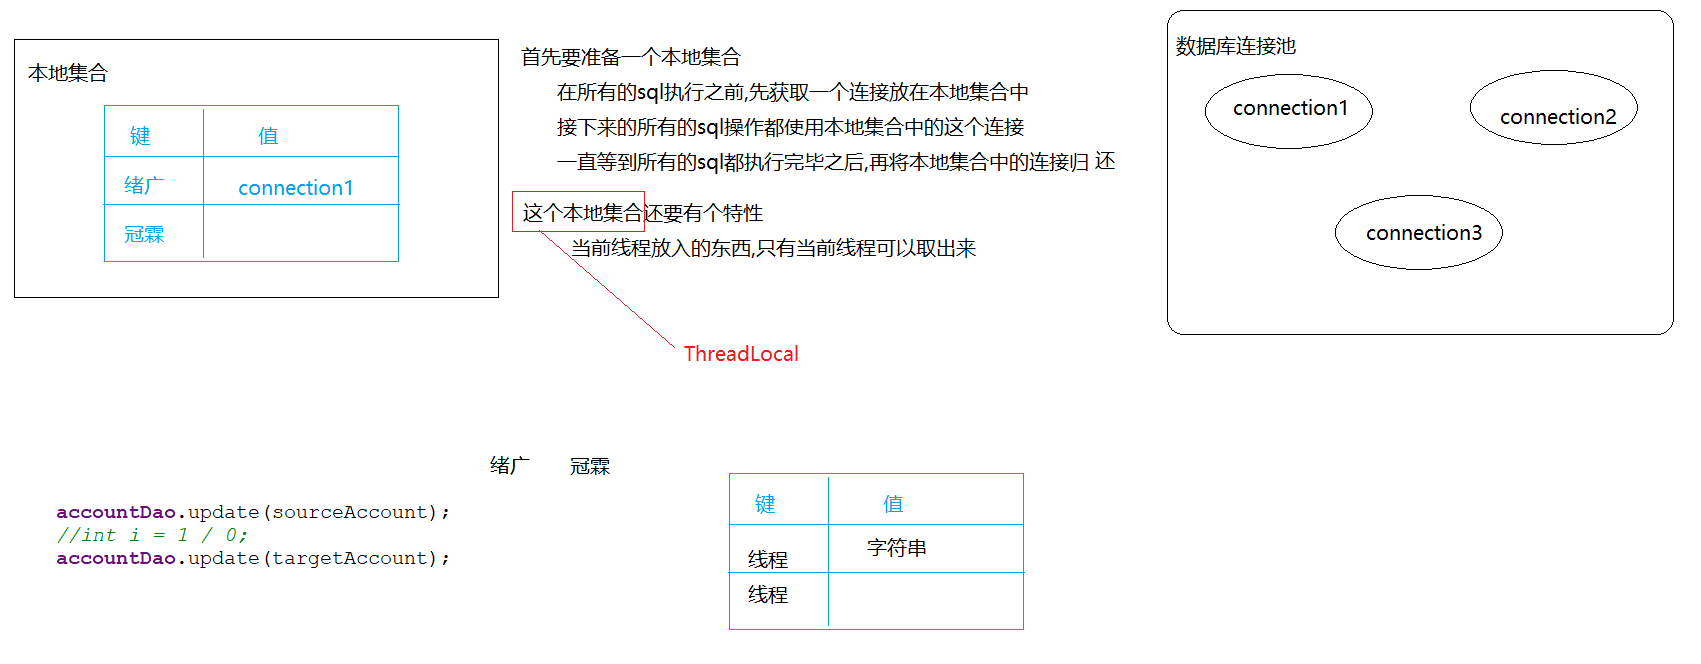 本地集合
键 值
绪广 connection1
冠霖
首先要准备一个本地集合
在所有的sql执行之前,先获取一个连接放在本地集合中
接下来的所有的sql操作都使用本地集合中的这个连接
一直等到所有的sql都执行完毕之后,再将本地集合中的连接归 还
这个本地集合还要有个特性
当前线程放入的东西,只有当前线程可以取出来
ThreadLocal
数据库连接池
connection1
connection2
connection3
绪广 冠霖
accountDao.update(sourceAccount);
//int i = 1 / 0;
accountDao.update(targetAccount);
键 值
线程 字符串
线程